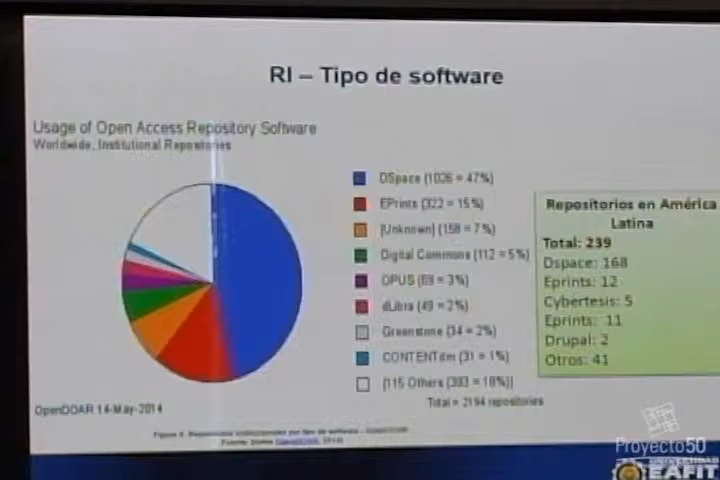 RI – Tipo de software
Usage of Open Access Repository Software
Worldwide, Institutional Repositories
DSpace (1026 = 47%)
EPrints (322 = 15%)
[Unknown] (158 = 7%)
Digital Commons (112 = 5%)
OPUS (69 = 3%)
dLibra (49 = 2%)
Greenstone (34 = 2%)
CONTENTdm (31 = 1%)
[115 Others (393 = 18%)]
Total = 2194 repositories
Repositorios en América
Latina
Total: 239
Dspace: 168
Eprints: 12
Cybertesis: 5
Eprints: 11
Drupal: 2
Otros: 41
OpenDOAR 14-May-2014
Proyecto50
EAFIT